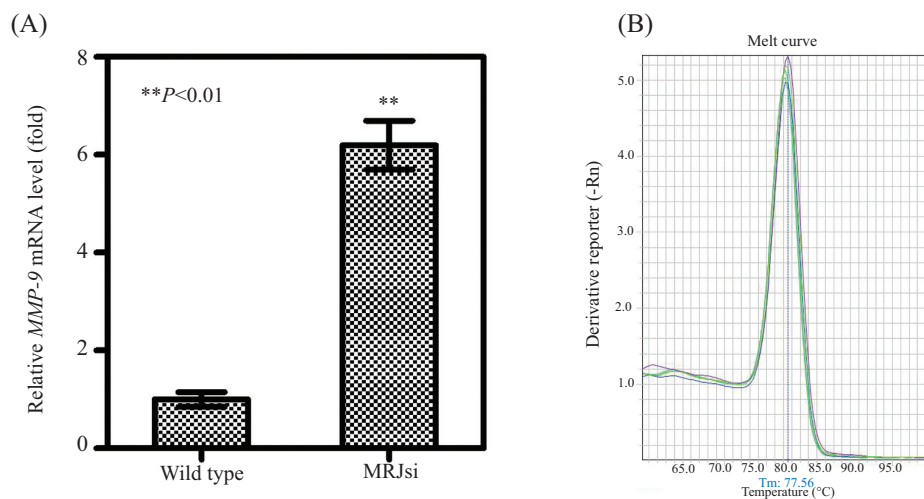 (A)
8
6
4
2
0
Relative MMP-9 mRNA level (fold)
**P<0.01
**
Wild type
MRJsi
(B)
Melt curve
5.0
4.0
3.0
2.0
1.0
Derivative reporter (-Rn)
65.0 70.0 75.0 80.0 85.0 90.0 95.0
Tm: 77.56
Temperature (°C)